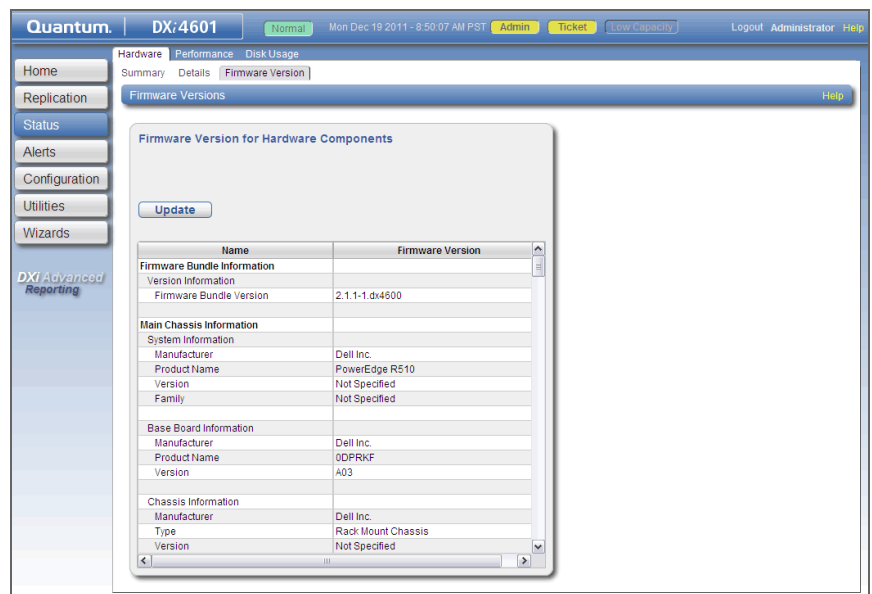 Quantum. DXi4601 Normal Mon Dec 19 2011 - 8:50:07 AM PST Admin Ticket Low Capacity Logout Administrator Help
Hardware Performance Disk Usage
Summary Details Firmware Version
Firmware Versions Help
Home
Replication
Status
Alerts
Configuration
Utilities
Wizards
DXi Advanced
Reporting
Firmware Version for Hardware Components
Update
Name Firmware Version
Firmware Bundle Information
Version Information
Firmware Bundle Version 2.1.1-1.dx4600
Main Chassis Information
System Information
Manufacturer Dell Inc.
Product Name PowerEdge R510
Version Not Specified
Family Not Specified
Base Board Information
Manufacturer Dell Inc.
Product Name 0DPRKF
Version A03
Chassis Information
Manufacturer Dell Inc.
Type Rack Mount Chassis
Version Not Specified